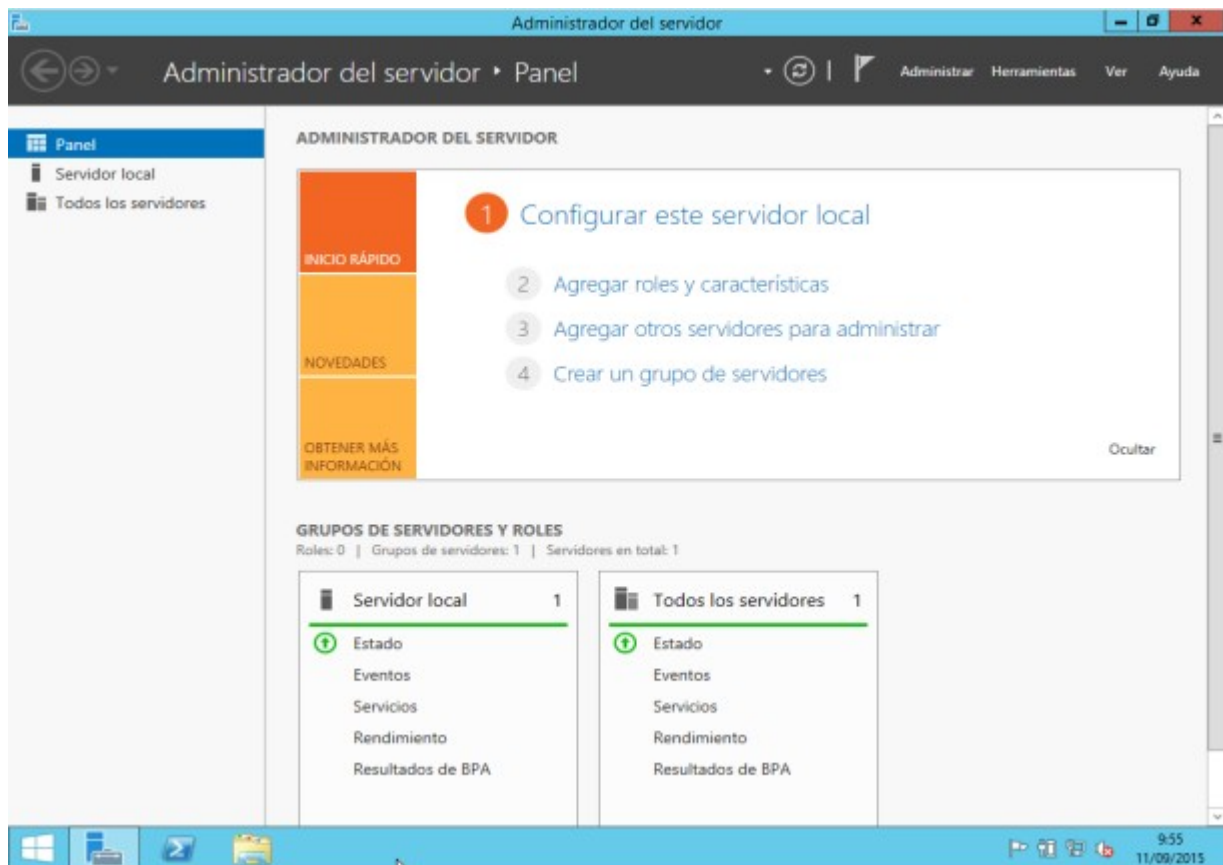 Administrador del servidor
Administrador del servidor ‣ Panel
Administrar Herramientas Ver Ayuda
Panel
Servidor local
Todos los servidores
ADMINISTRADOR DEL SERVIDOR
INICIO RÁPIDO
NOVEDADES
OBTENER MÁS
INFORMACIÓN
1 Configurar este servidor local
2 Agregar roles y características
3 Agregar otros servidores para administrar
4 Crear un grupo de servidores
Ocultar
GRUPOS DE SERVIDORES Y ROLES
Roles: 0 | Grupos de servidores: 1 | Servidores en total: 1
Servidor local 1
Estado
Eventos
Servicios
Rendimiento
Resultados de BPA
Todos los servidores 1
Estado
Eventos
Servicios
Rendimiento
Resultados de BPA
9:55
11/09/2015